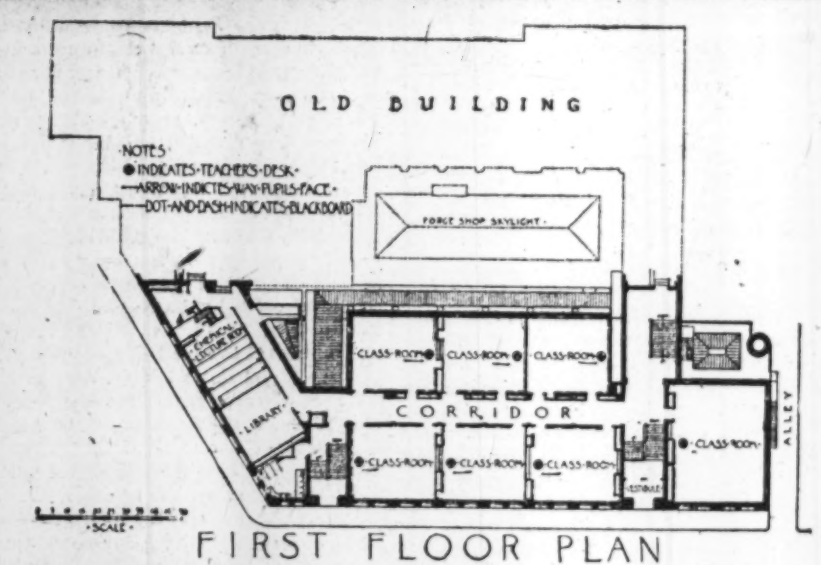 OLD BUILDING
NOTES
INDICATES·TEACHER'S·DESK·
ARROW·INDICTES·WAY·PUPILS·FACE·
DOT·AND·DASH·INDICATES·BLACKBOARD
FORGE SHOP SKYLIGHT·
·CHEMICAL·
LECTURE RO'M
·CLASS·ROOM
·CLASS·ROOM
·CLASS·ROOM
CORRIDOR
·LIBRARY·
·CLASS·ROOM·
·CLASS·ROOM·
·CLASS·ROOM·
·CLASS·ROOM·
VESTIBULE
ALLEY
·SCALE·
FIRST FLOOR PLAN